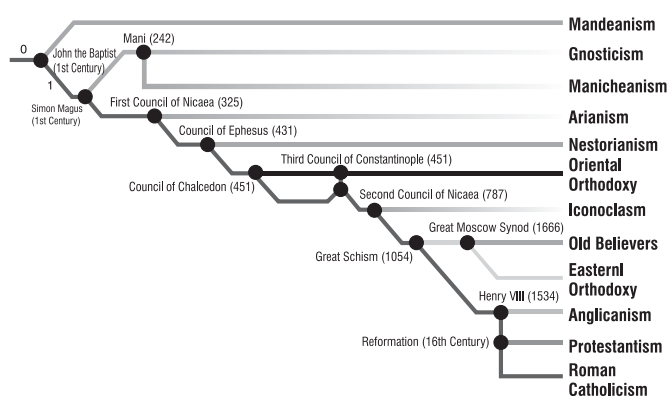 0
Mandeanism
Mani (242)
John the Baptist
(1st Century)
Gnosticism
1
Manicheanism
Simon Magus
(1st Century)
First Council of Nicaea (325)
Arianism
Council of Ephesus (431)
Nestorianism
Third Council of Constantinople (451)
Oriental
Orthodoxy
Council of Chalcedon (451)
Second Council of Nicaea (787)
Iconoclasm
Great Moscow Synod (1666)
Old Believers
Great Schism (1054)
Easternl
Orthodoxy
Henry VIII (1534)
Anglicanism
Reformation (16th Century)
Protestantism
Roman
Catholicism